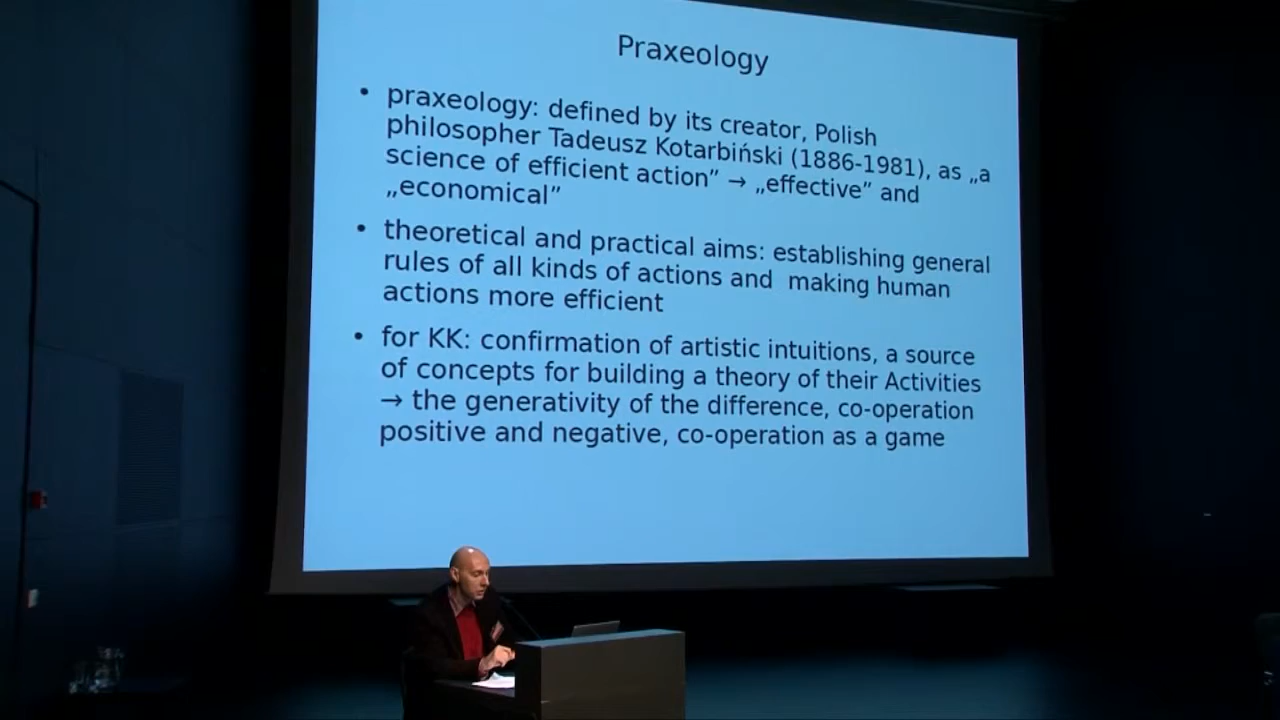 Praxeology
• praxeology: defined by its creator, Polish
philosopher Tadeusz Kotarbiński (1886-1981), as „a
science of efficient action” → „effective” and
„economical”
• theoretical and practical aims: establishing general
rules of all kinds of actions and  making human
actions more efficient
• for KK: confirmation of artistic intuitions, a source
of concepts for building a theory of their Activities
→ the generativity of the difference, co-operation
positive and negative, co-operation as a game